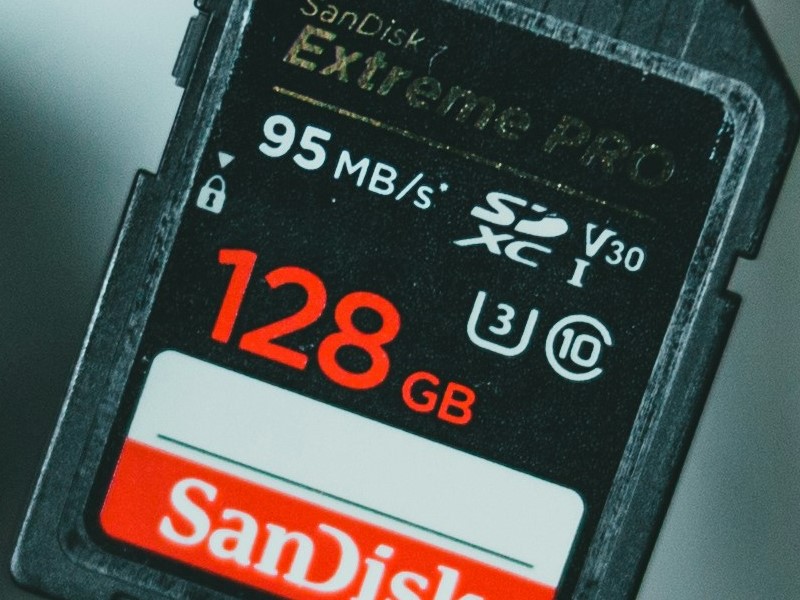 SanDisk
Extreme PRO
95 MB/s*
SD XC I V30
3 10
128 GB
SanDisk